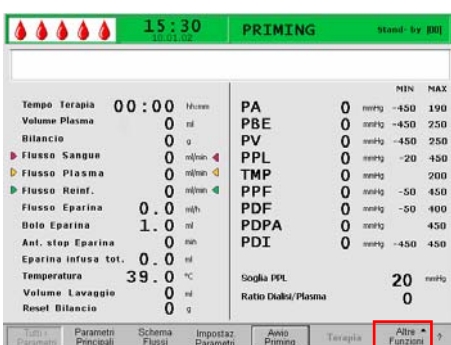 15:30 PRIMING Stand-by [00]
10.01.02
MIN MAX
Tempo Terapia 00:00 hh:mm
Volume Plasma 0 ml
Bilancio 0 g
Flusso Sangue 0 ml/min
Flusso Plasma 0 ml/min
Flusso Reinf. 0 ml/min
Flusso Eparina 0.0 ml/h
Bolo Eparina 1.0 ml
Ant. stop Eparina 0 min
Eparina infusa tot. 0.0 ml
Temperatura 39.0 °C
Volume Lavaggio 0 ml
Reset Bilancio 0 g
PA 0 mmHg -450 190
PBE 0 mmHg -450 250
PV 0 mmHg -450 250
PPL 0 mmHg -20 450
TMP 0 mmHg 200
PPF 0 mmHg -50 450
PDF 0 mmHg -50 400
PDPA 0 mmHg 450
PDI 0 mmHg -450 450
Soglia PPL 20 mmHg
Ratio Dialisi/Plasma 0
Tutti i Parametri
Parametri Principali
Schema Flussi
Impostaz. Parametri
Avvio Priming
Terapia
Altre Funzioni
?